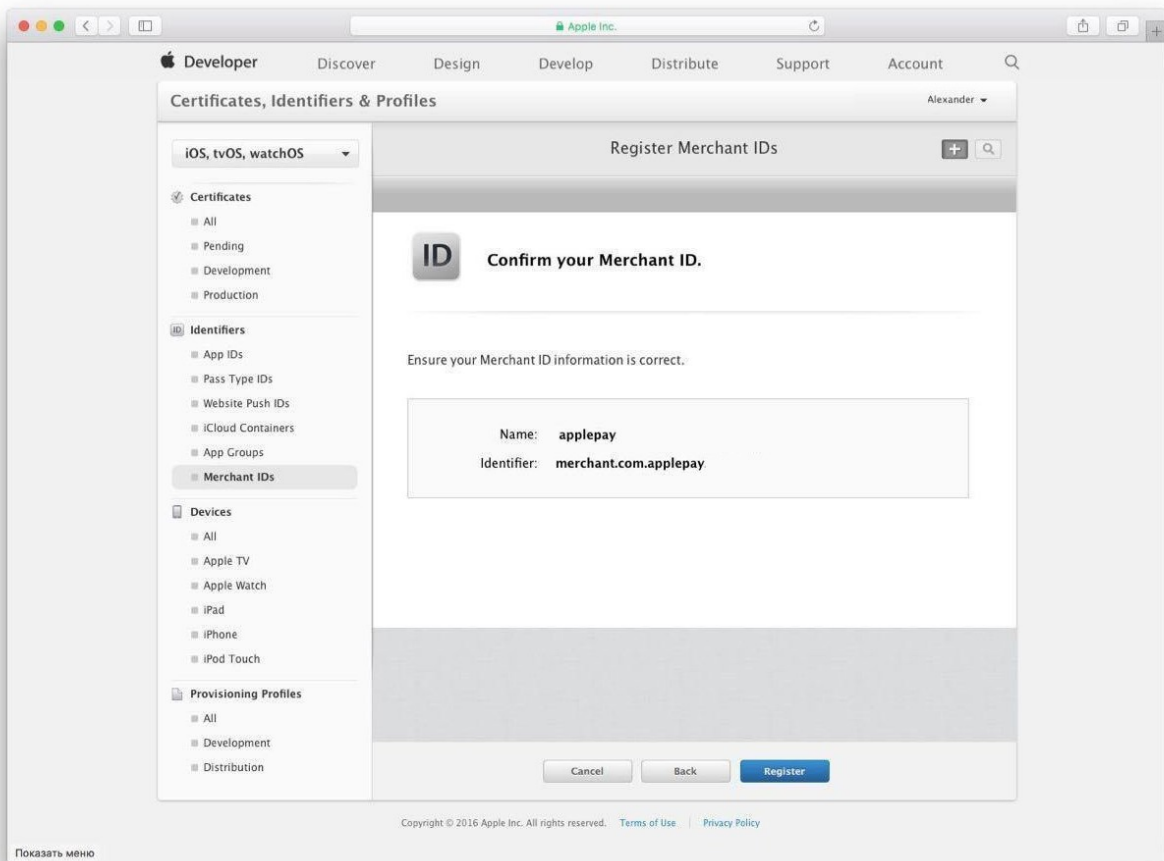 Apple Inc.
Developer Discover Design Develop Distribute Support Account
Certificates, Identifiers & Profiles
Alexander
iOS, tvOS, watchOS
Certificates
All
Pending
Development
Production
Identifiers
App IDs
Pass Type IDs
Website Push IDs
iCloud Containers
App Groups
Merchant IDs
Devices
All
Apple TV
Apple Watch
iPad
iPhone
iPod Touch
Provisioning Profiles
All
Development
Distribution
Register Merchant IDs
ID
Confirm your Merchant ID.
Ensure your Merchant ID information is correct.
Name: applepay
Identifier: merchant.com.applepay
Cancel Back Register
Copyright © 2016 Apple Inc. All rights reserved. Terms of Use | Privacy Policy
Показать меню